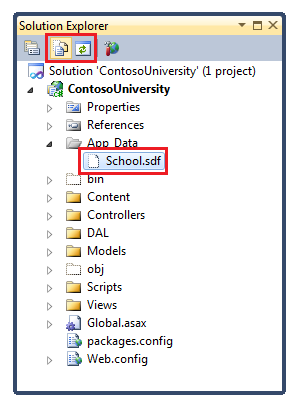 Solution Explorer
Solution 'ContosoUniversity' (1 project)
ContosoUniversity
Properties
References
App_Data
School.sdf
bin
Content
Controllers
DAL
Models
obj
Scripts
Views
Global.asax
packages.config
Web.config